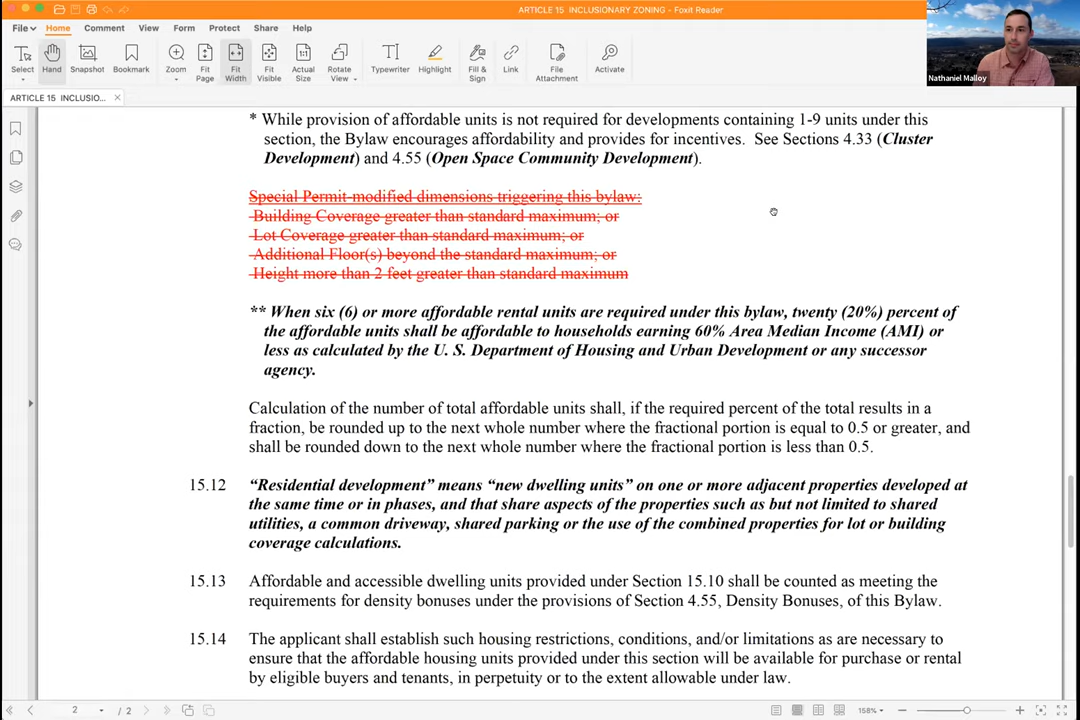 ARTICLE 15 INCLUSIONARY ZONING - Foxit Reader
File Home Comment View Form Protect Share Help
Select Hand Snapshot Bookmark Zoom Fit Page Fit Width Fit Visible Actual Size Rotate View Typewriter Highlight Fill & Sign Link File Attachment Activate
Nathaniel Malloy
ARTICLE 15 INCLUSIO...
* While provision of affordable units is not required for developments containing 1-9 units under this
section, the Bylaw encourages affordability and provides for incentives. See Sections 4.33 (Cluster
Development) and 4.55 (Open Space Community Development).
Special Permit-modified dimensions triggering this bylaw:
Building Coverage greater than standard maximum; or
Lot Coverage greater than standard maximum; or
Additional Floor(s) beyond the standard maximum; or
Height more than 2 feet greater than standard maximum
** When six (6) or more affordable rental units are required under this bylaw, twenty (20%) percent of
the affordable units shall be affordable to households earning 60% Area Median Income (AMI) or
less as calculated by the U. S. Department of Housing and Urban Development or any successor
agency.
Calculation of the number of total affordable units shall, if the required percent of the total results in a
fraction, be rounded up to the next whole number where the fractional portion is equal to 0.5 or greater, and
shall be rounded down to the next whole number where the fractional portion is less than 0.5.
15.12 “Residential development” means “new dwelling units” on one or more adjacent properties developed at
the same time or in phases, and that share aspects of the properties such as but not limited to shared
utilities, a common driveway, shared parking or the use of the combined properties for lot or building
coverage calculations.
15.13 Affordable and accessible dwelling units provided under Section 15.10 shall be counted as meeting the
requirements for density bonuses under the provisions of Section 4.55, Density Bonuses, of this Bylaw.
15.14 The applicant shall establish such housing restrictions, conditions, and/or limitations as are necessary to
ensure that the affordable housing units provided under this section will be available for purchase or rental
by eligible buyers and tenants, in perpetuity or to the extent allowable under law.
2 / 2 158%